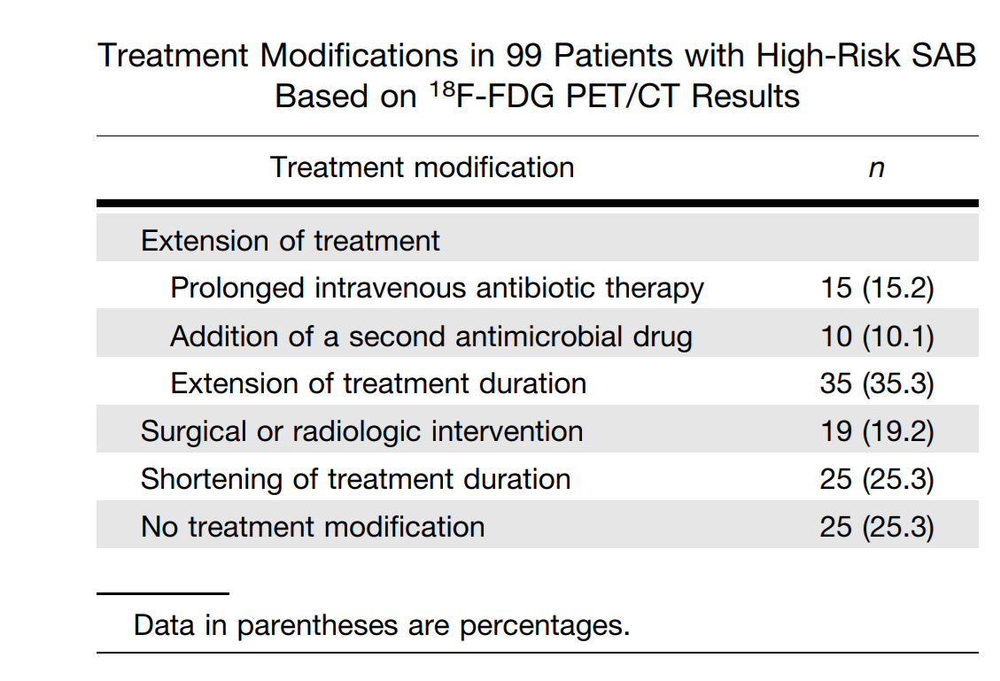 Treatment Modifications in 99 Patients with High-Risk SAB
Based on ¹⁸F-FDG PET/CT Results
Treatment modification n
Extension of treatment
Prolonged intravenous antibiotic therapy 15 (15.2)
Addition of a second antimicrobial drug 10 (10.1)
Extension of treatment duration 35 (35.3)
Surgical or radiologic intervention 19 (19.2)
Shortening of treatment duration 25 (25.3)
No treatment modification 25 (25.3)
Data in parentheses are percentages.